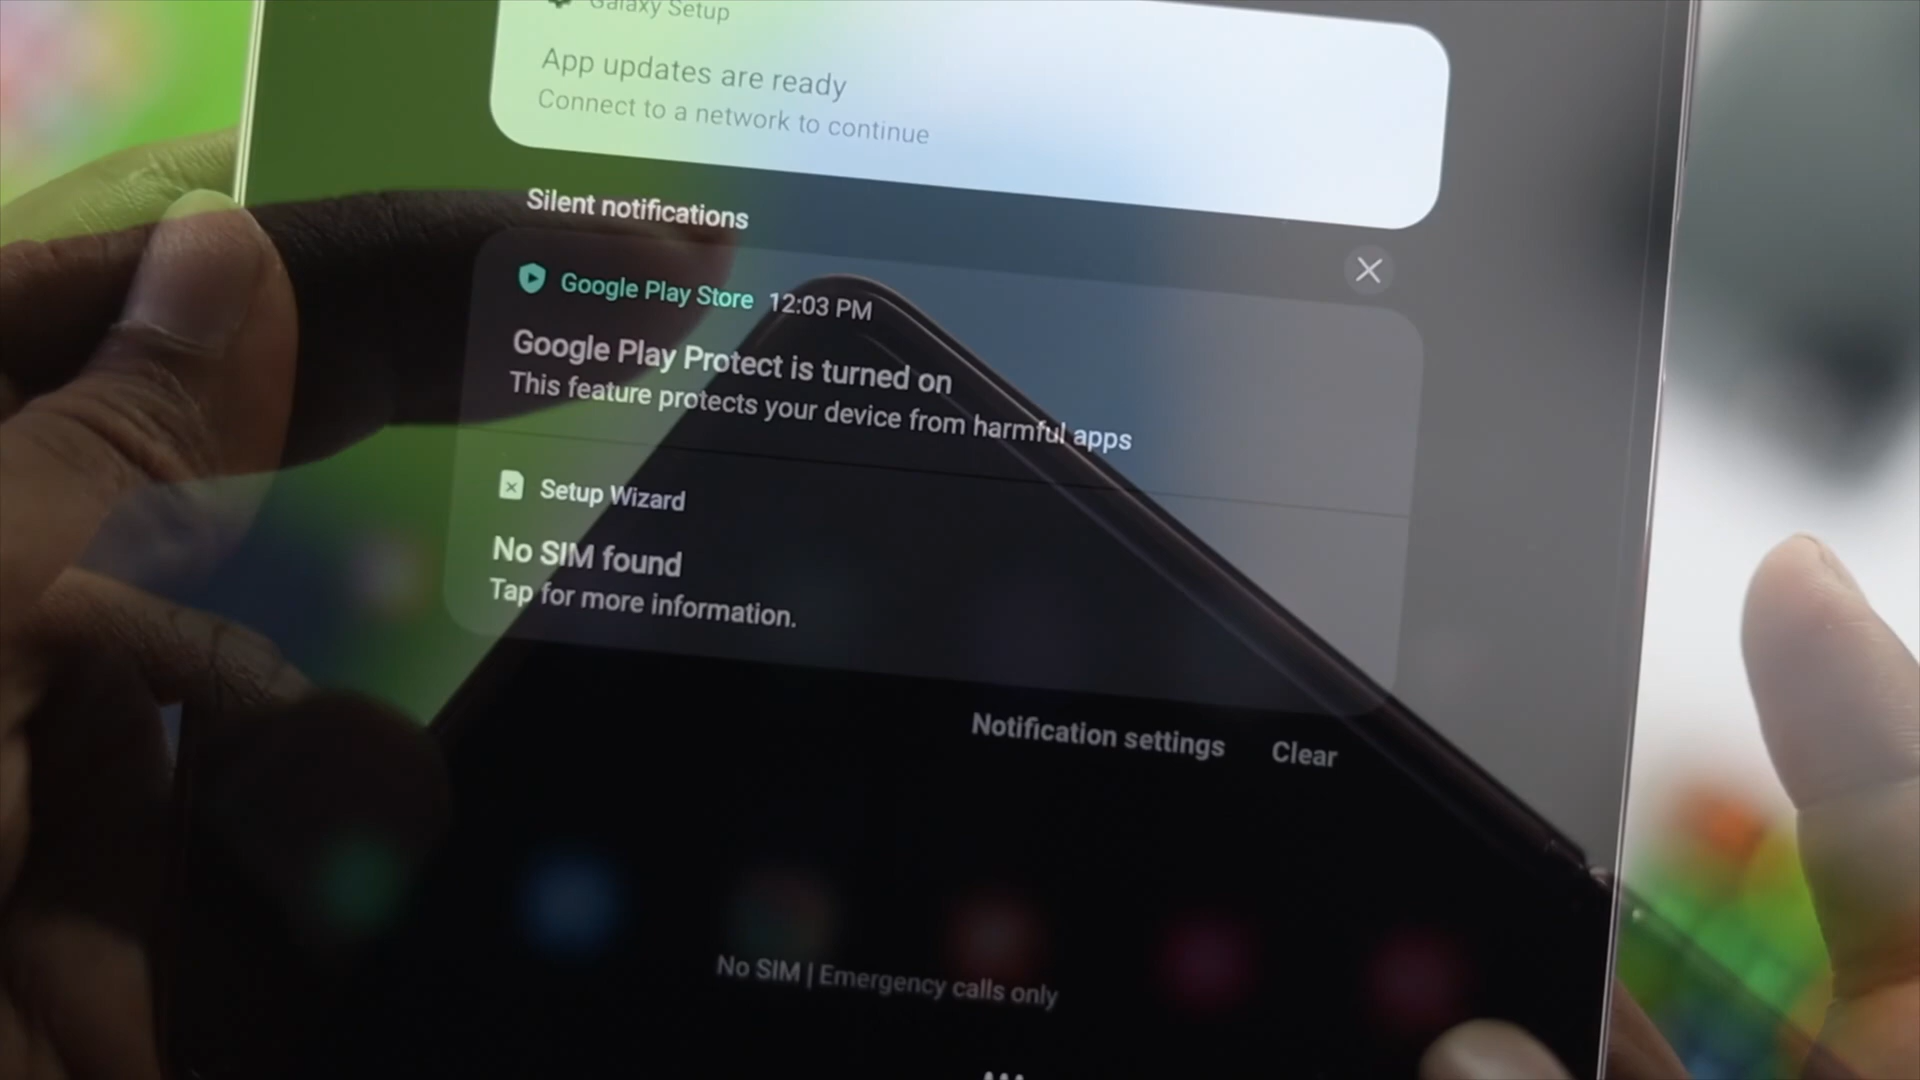 Galaxy Setup
App updates are ready
Connect to a network to continue
Silent notifications
Google Play Store 12:03 PM
Google Play Protect is turned on
This feature protects your device from harmful apps
Setup Wizard
No SIM found
Tap for more information.
Notification settings Clear
No SIM | Emergency calls only